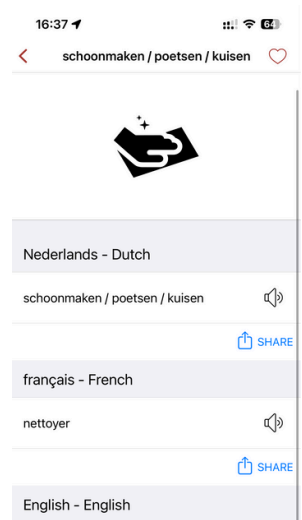 16:37
64
schoonmaken / poetsen / kuisen
Nederlands - Dutch
schoonmaken / poetsen / kuisen
SHARE
français - French
nettoyer
SHARE
English - English